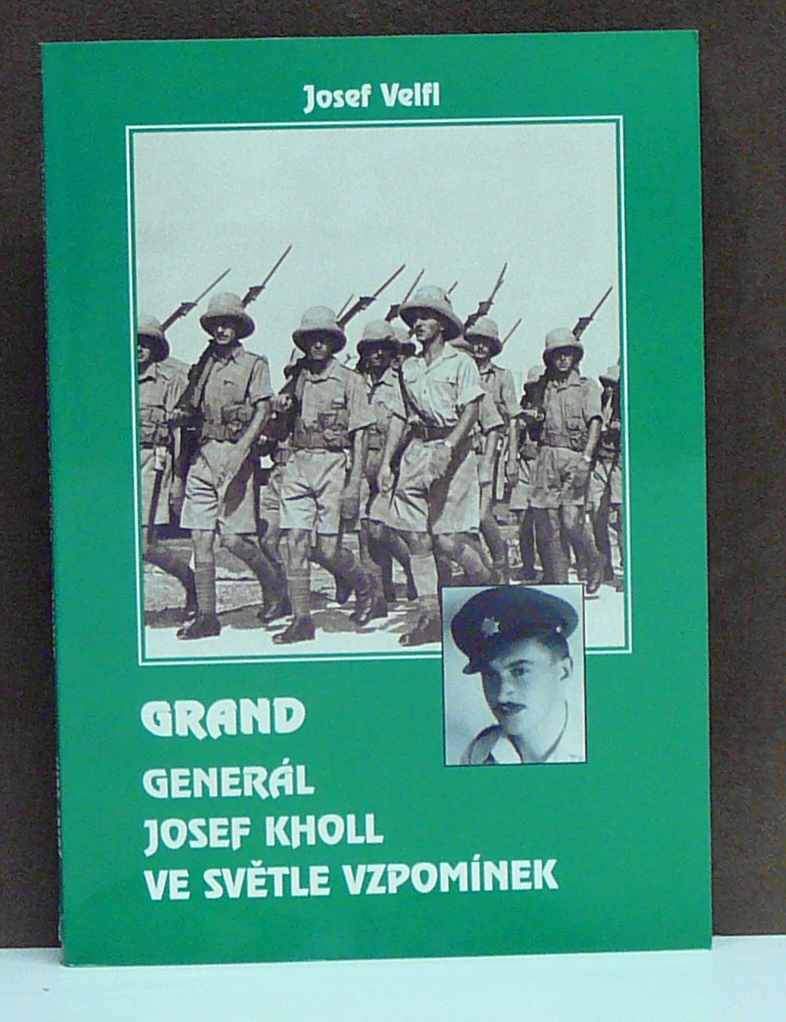 Josef Velfl
GRAND
GENERÁL
JOSEF KHOLL
VE SVĚTLE VZPOMÍNEK